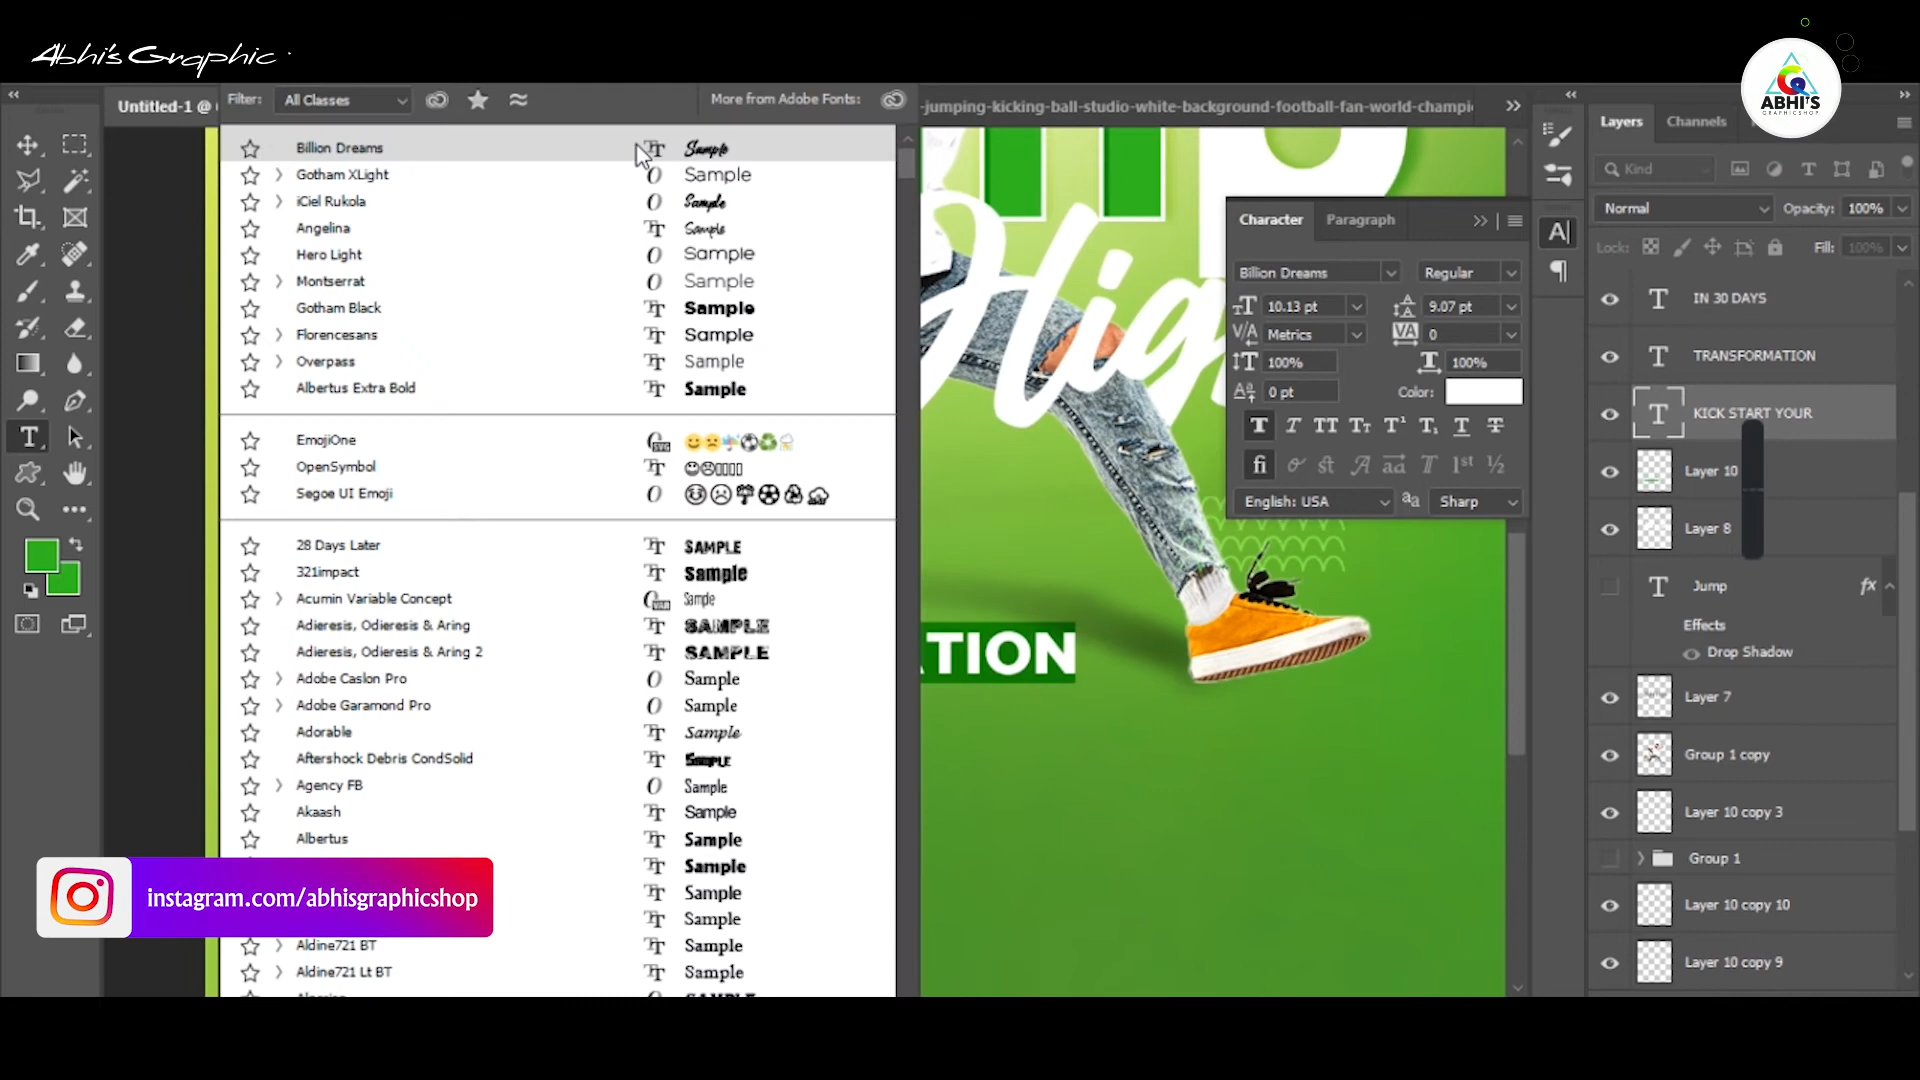 Abhi's Graphic
ABHI'S
GRAPHICSHOP
Untitled-1 @
Filter: All Classes
More from Adobe Fonts:
-jumping-kicking-ball-studio-white-background-football-fan-world-champi
Billion Dreams Sample
Gotham XLight Sample
iCiel Rukola Sample
Angelina Sample
Hero Light Sample
Montserrat Sample
Gotham Black Sample
Florencesans Sample
Overpass Sample
Albertus Extra Bold Sample
EmojiOne
OpenSymbol
Segoe UI Emoji
28 Days Later SAMPLE
321impact Sample
Acumin Variable Concept Sample
Adieresis, Odieresis & Aring SAMPLE
Adieresis, Odieresis & Aring 2 SAMPLE
Adobe Caslon Pro Sample
Adobe Garamond Pro Sample
Adorable Sample
Aftershock Debris CondSolid SAMPLE
Agency FB Sample
Akaash Sample
Albertus Sample
Sample
Sample
Sample
Aldine721 BT Sample
Aldine721 Lt BT Sample
instagram.com/abhisgraphicshop
High
ATION
Character Paragraph
Billion Dreams Regular
10.13 pt 9.07 pt
Metrics 0
100% 100%
0 pt Color:
English: USA Sharp
Layers Channels
Kind
Normal Opacity: 100%
Lock: Fill: 100%
IN 30 DAYS
TRANSFORMATION
KICK START YOUR
Layer 10
Layer 8
Jump fx
Effects
Drop Shadow
Layer 7
Group 1 copy
Layer 10 copy 3
Group 1
Layer 10 copy 10
Layer 10 copy 9